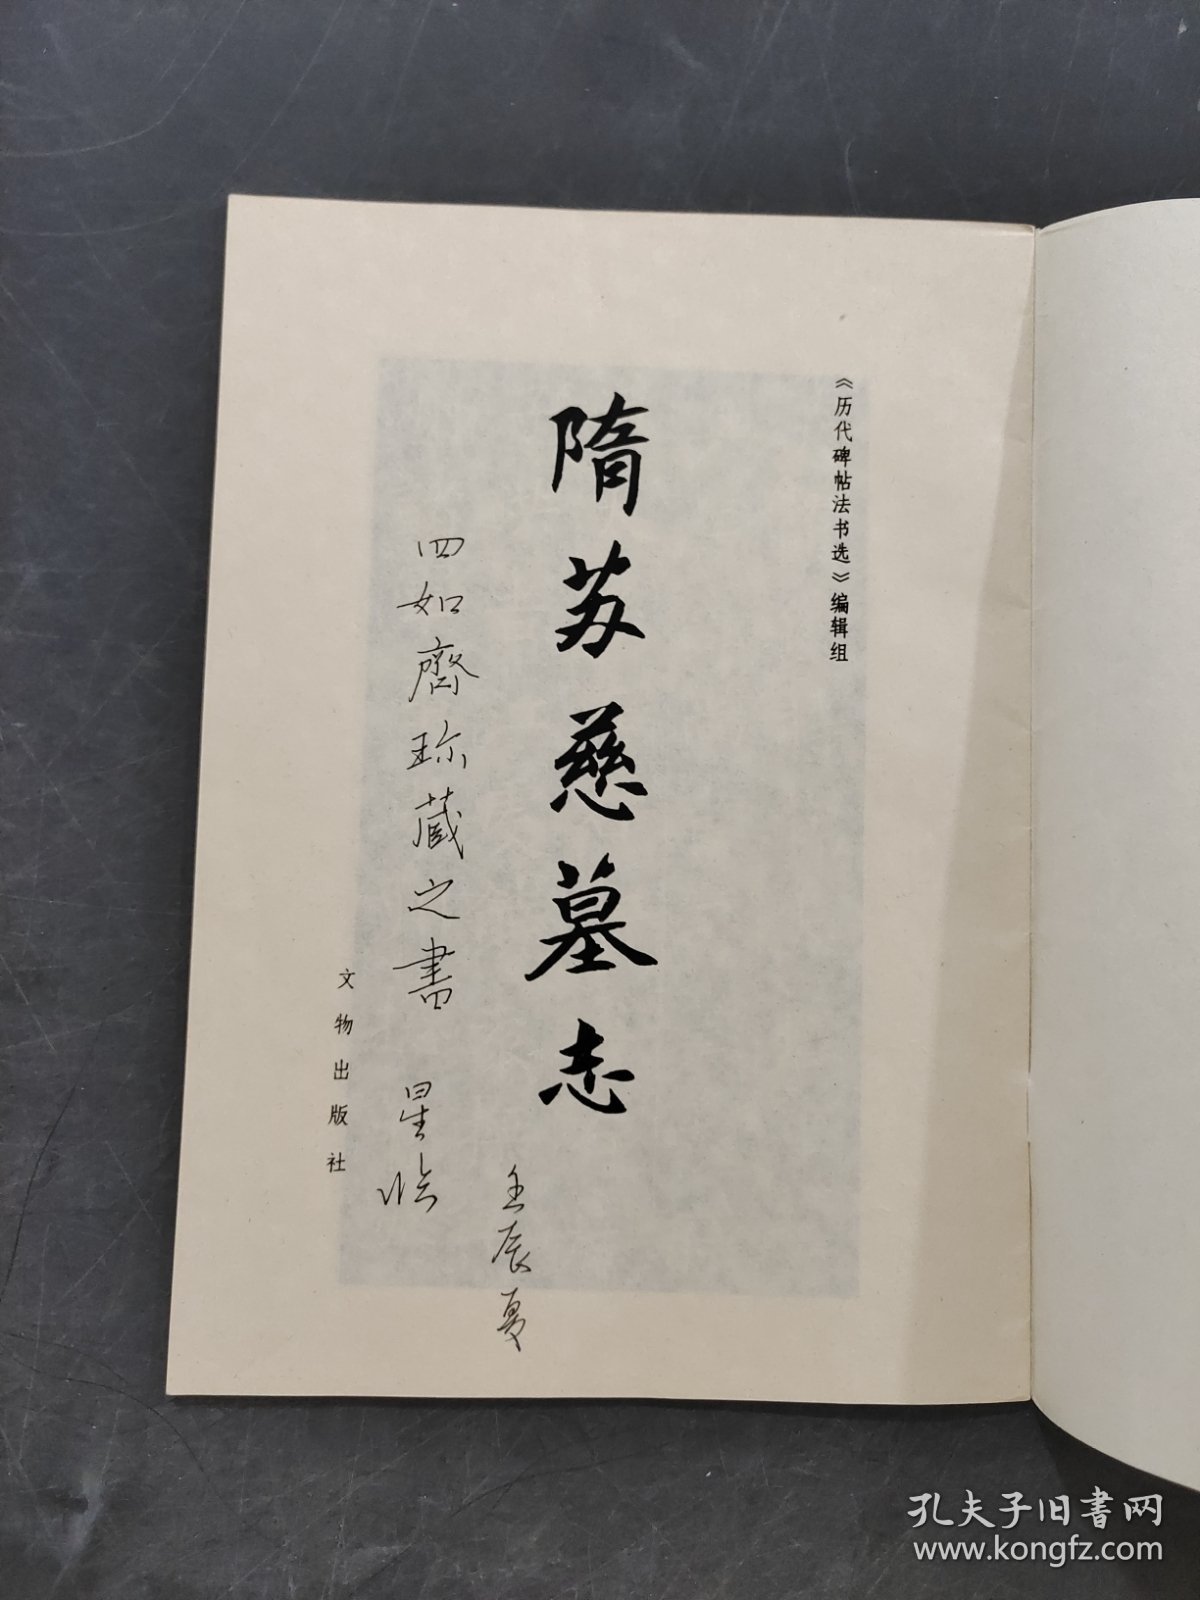 《历代碑帖法书选》编辑组
隋苏慈墓志
壬辰夏
四如齋珍藏之書 星临
文物出版社
孔夫子旧書网
www.kongfz.com